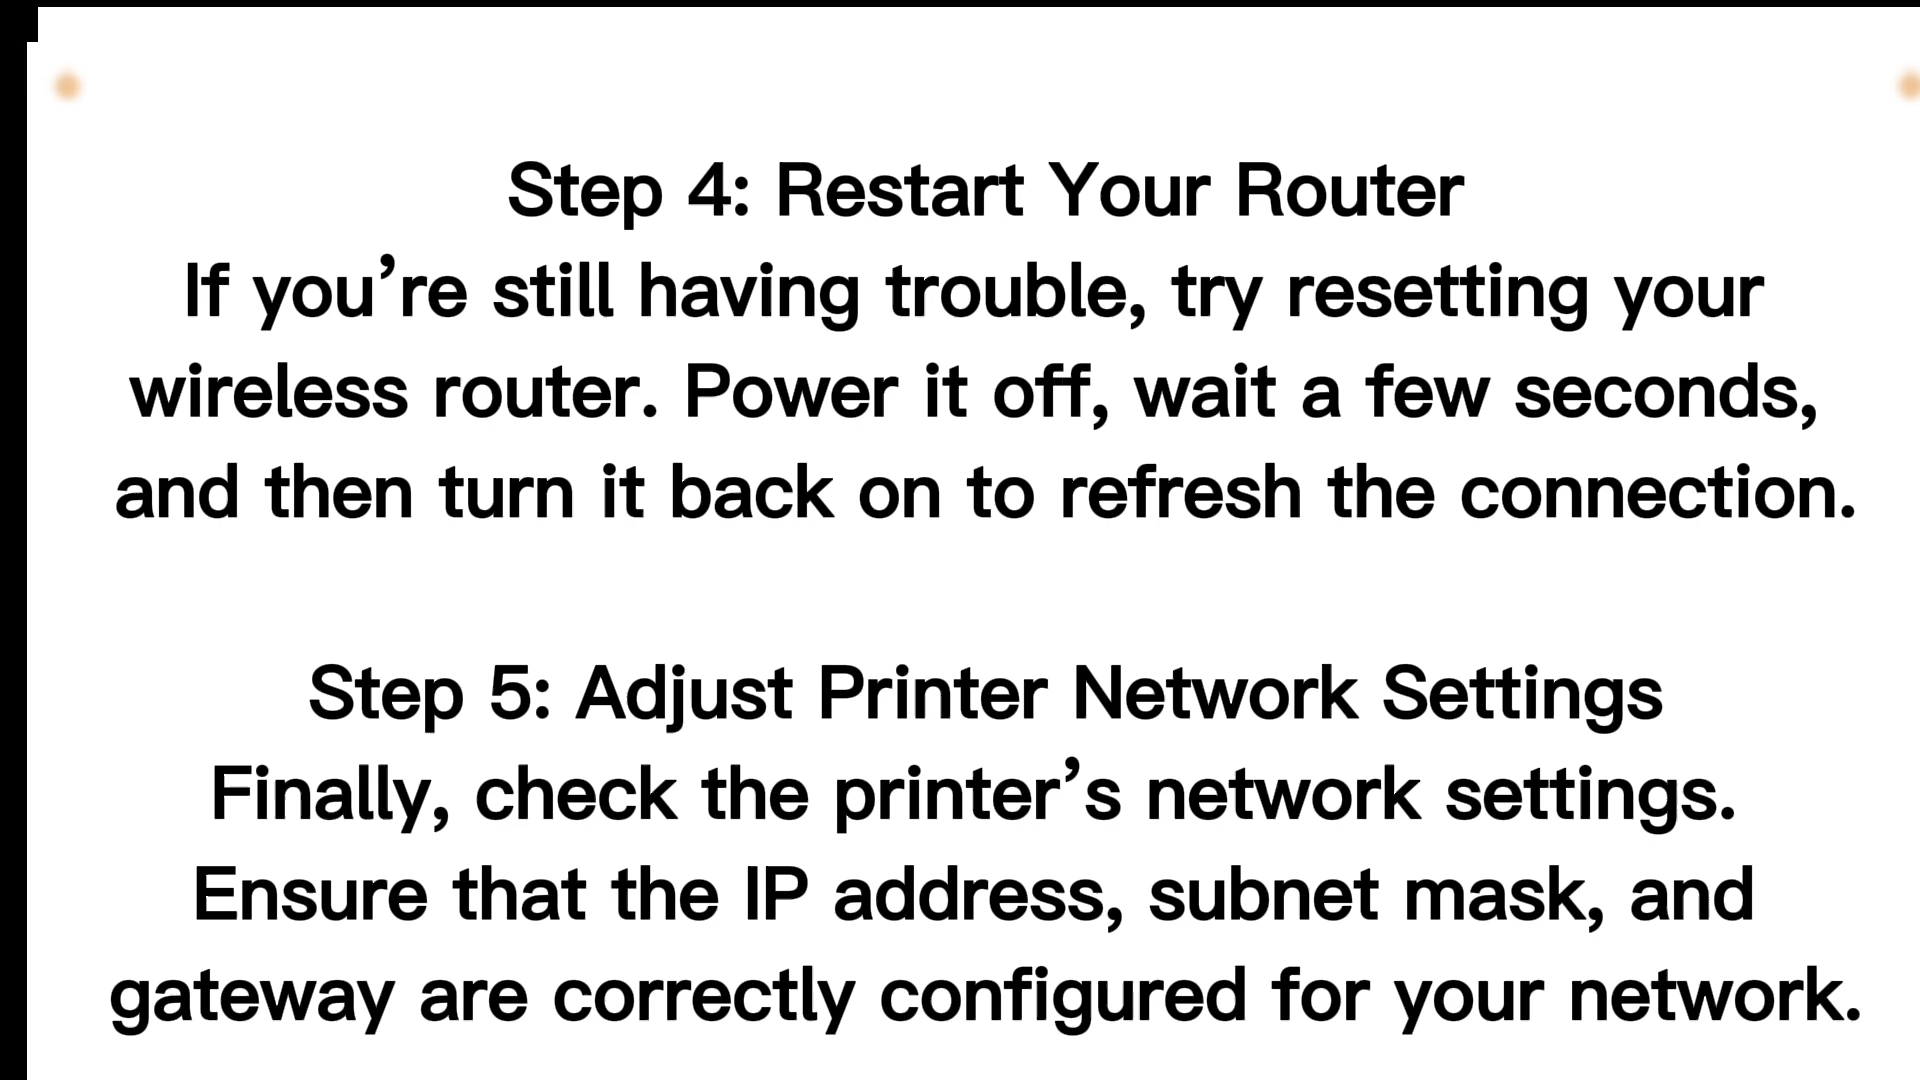 Step 4: Restart Your Router
If you’re still having trouble, try resetting your
wireless router. Power it off, wait a few seconds,
and then turn it back on to refresh the connection.
Step 5: Adjust Printer Network Settings
Finally, check the printer’s network settings.
Ensure that the IP address, subnet mask, and
gateway are correctly configured for your network.